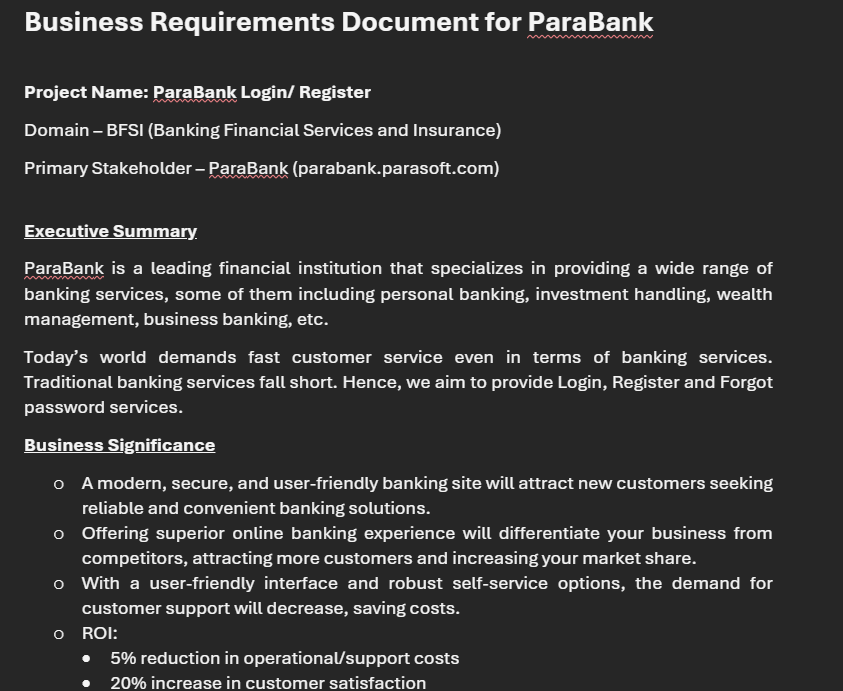 Business Requirements Document for ParaBank
Project Name: ParaBank Login/ Register
Domain – BFSI (Banking Financial Services and Insurance)
Primary Stakeholder – ParaBank (parabank.parasoft.com)
Executive Summary
ParaBank is a leading financial institution that specializes in providing a wide range of
banking services, some of them including personal banking, investment handling, wealth
management, business banking, etc.
Today’s world demands fast customer service even in terms of banking services.
Traditional banking services fall short. Hence, we aim to provide Login, Register and Forgot
password services.
Business Significance
o A modern, secure, and user-friendly banking site will attract new customers seeking
reliable and convenient banking solutions.
o Offering superior online banking experience will differentiate your business from
competitors, attracting more customers and increasing your market share.
o With a user-friendly interface and robust self-service options, the demand for
customer support will decrease, saving costs.
o ROI:
• 5% reduction in operational/support costs
• 20% increase in customer satisfaction